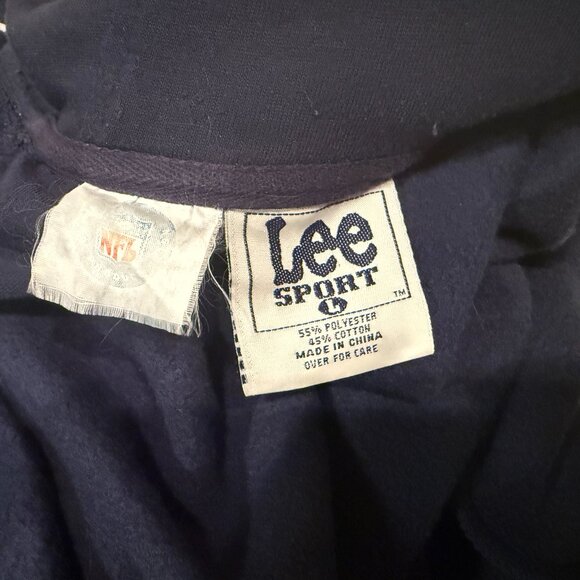 NFL
Lee
SPORT
L
TM
55% POLYESTER
45% COTTON
MADE IN CHINA
OVER FOR CARE